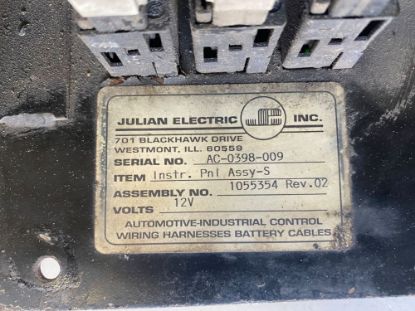 JULIAN ELECTRIC INC.
701 BLACKHAWK DRIVE
WESTMONT, ILL. 60559
SERIAL NO. AC-0398-009
ITEM Instr. Pnl Assy-S
ASSEMBLY NO. 1055354 Rev.02
VOLTS 12V
AUTOMOTIVE-INDUSTRIAL CONTROL
WIRING HARNESSES BATTERY CABLES